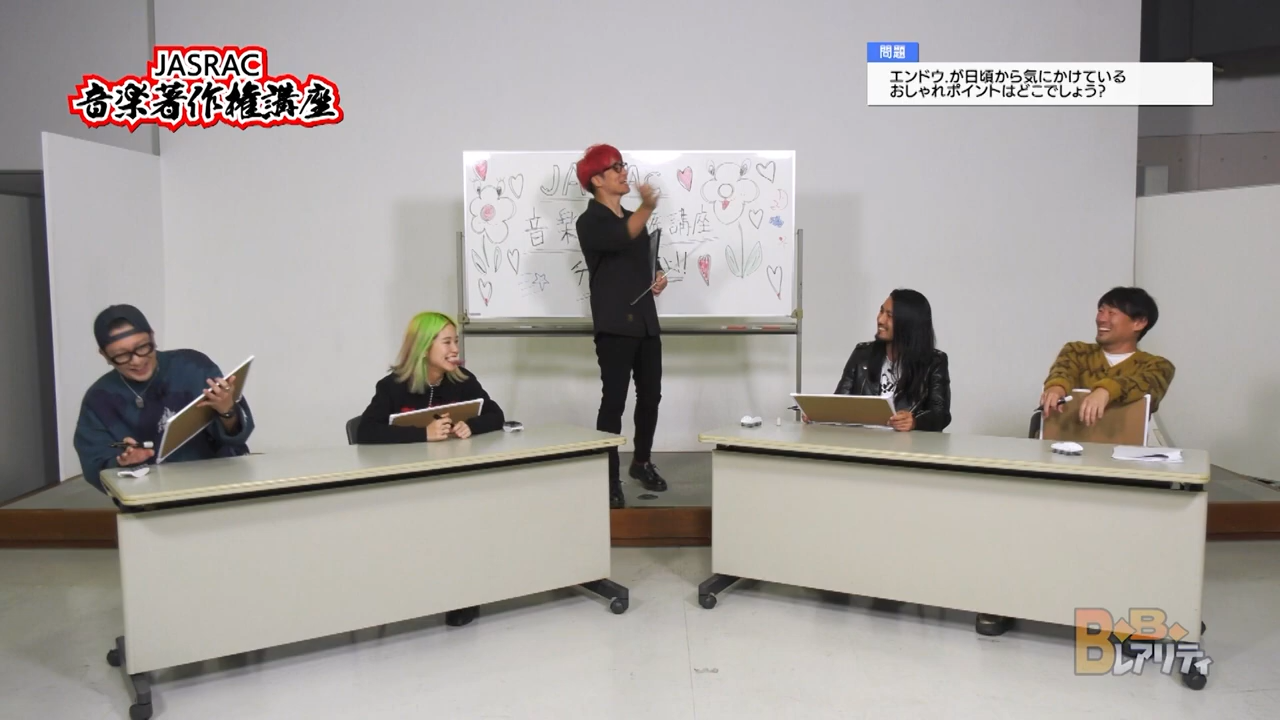 JASRAC
音楽著作権講座
問題
エンドウ.が日頃から気にかけている
おしゃれポイントはどこでしょう?
JA AC
音楽 講座
!!
B.B.
レアリティ